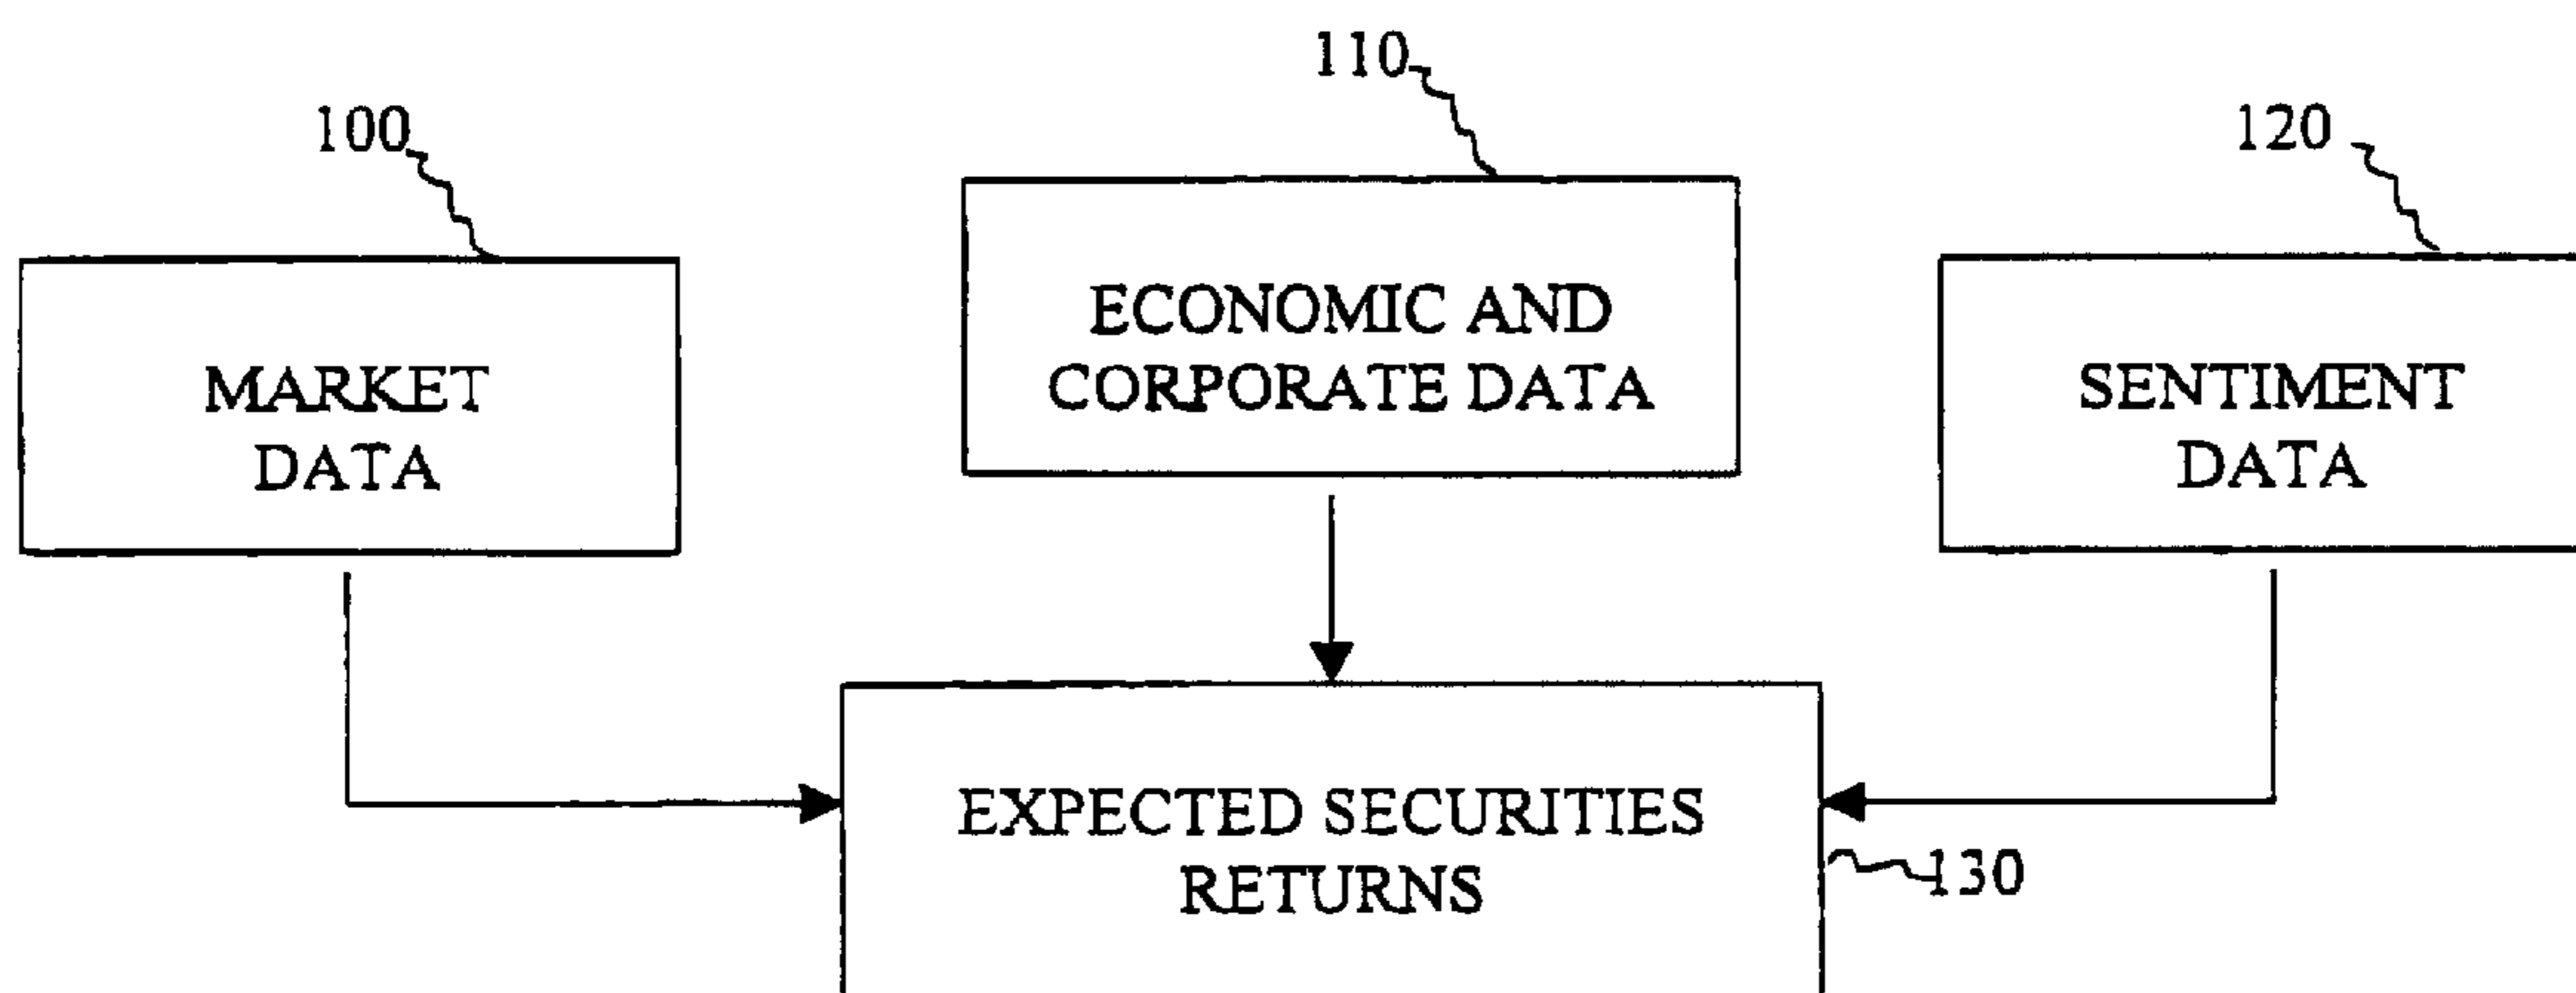 110
100
120
ECONOMIC AND
CORPORATE DATA
MARKET
DATA
SENTIMENT
DATA
EXPECTED SECURITIES
RETURNS
130